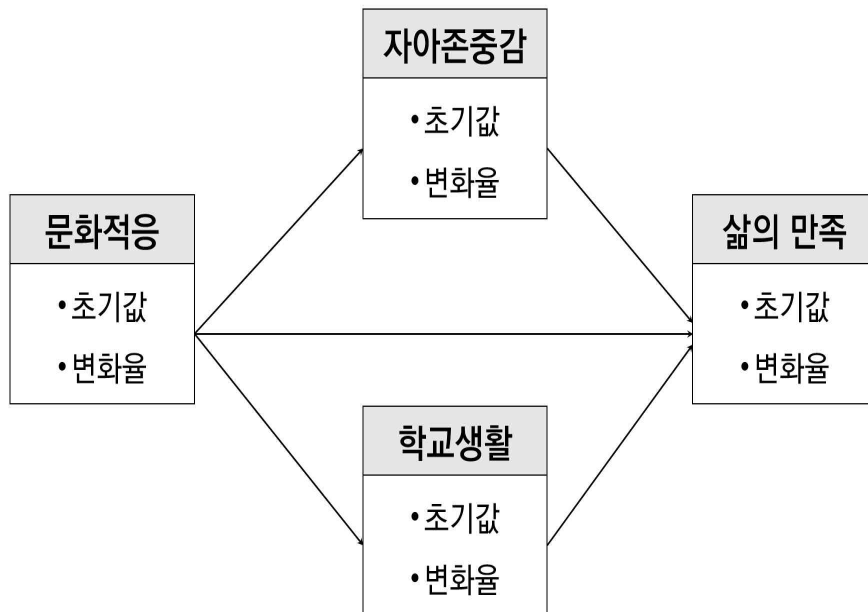 자아존중감
• 초기값
• 변화율
문화적응
• 초기값
• 변화율
삶의 만족
• 초기값
• 변화율
학교생활
• 초기값
• 변화율